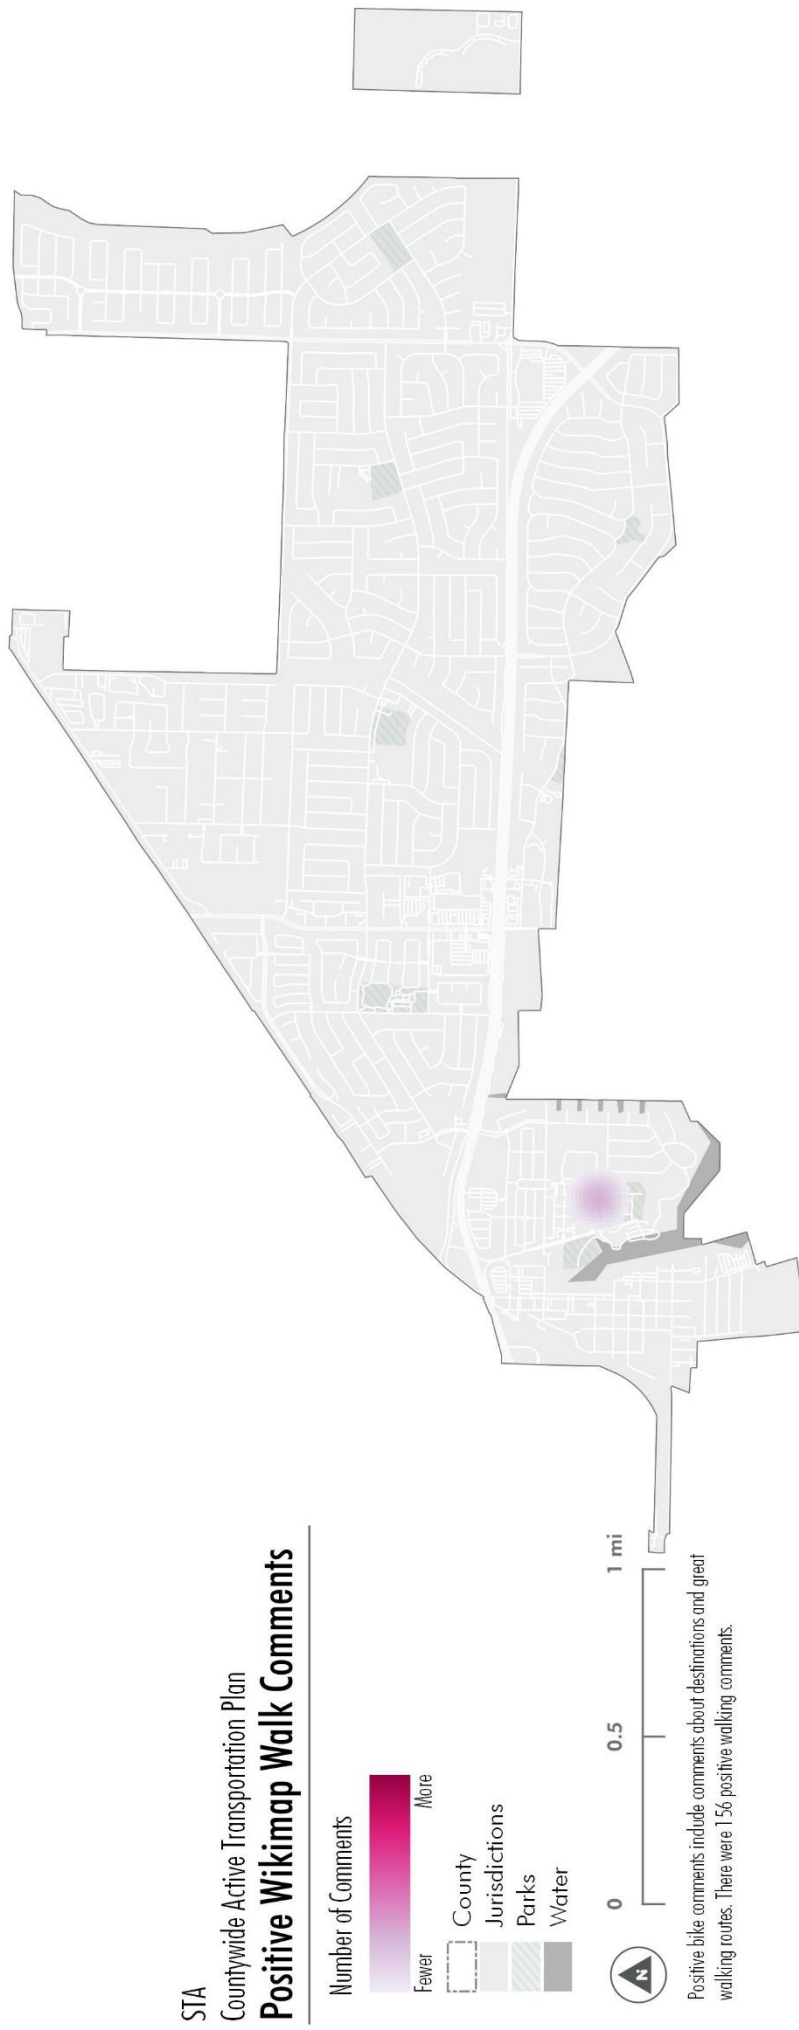 STA
Countywide Active Transportation Plan
Positive Wikimap Walk Comments
Number of Comments
Fewer More
County
Jurisdictions
Parks
Water
N
0 0.5 1 mi
Positive bike comments include comments about destinations and great
walking routes. There were 156 positive walking comments.